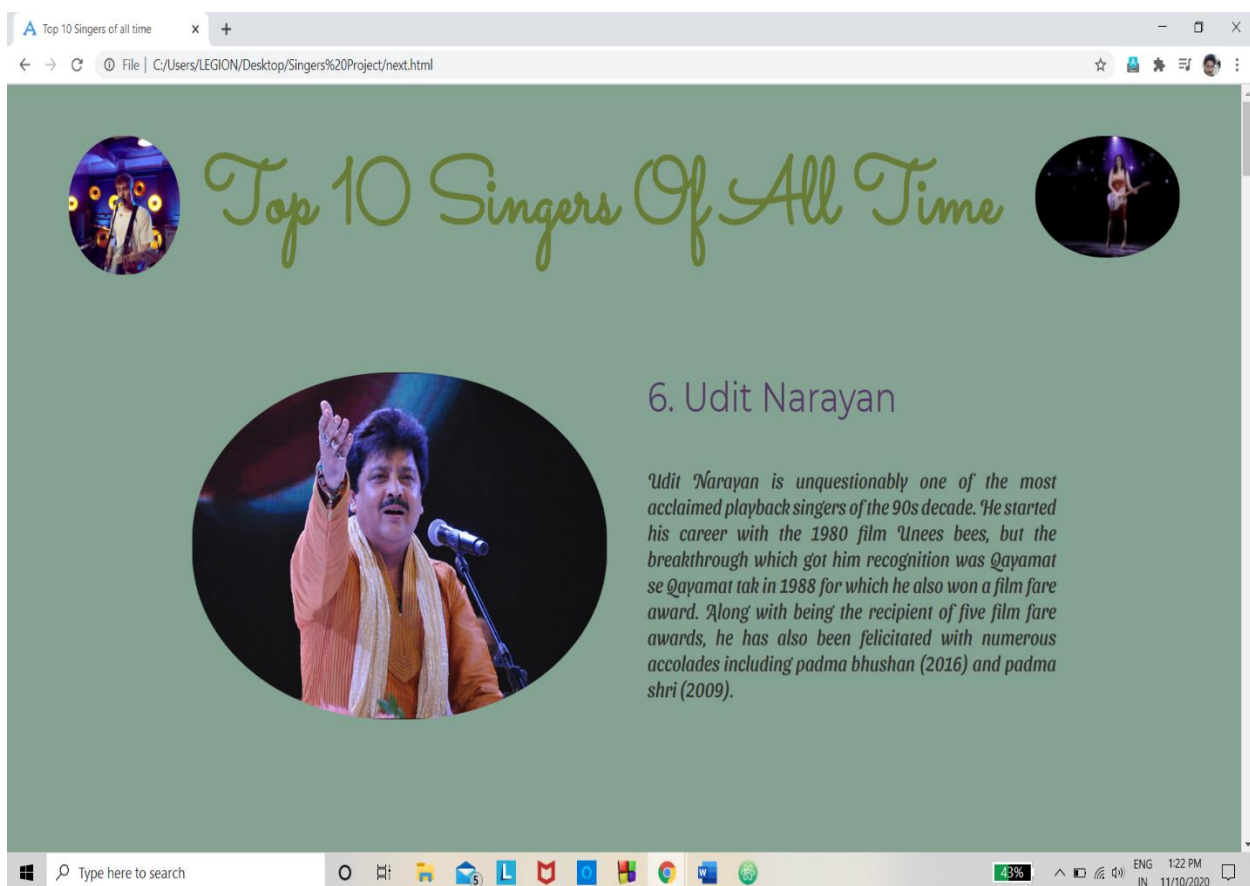 Top 10 Singers of all time
File | C:/Users/LEGION/Desktop/Singers%20Project/next.html
Top 10 Singers Of All Time
6. Udit Narayan
Udit Narayan is unquestionably one of the most
acclaimed playback singers of the 90s decade. He started
his career with the 1980 film Unees bees, but the
breakthrough which got him recognition was Qayamat
se Qayamat tak in 1988 for which he also won a film fare
award. Along with being the recipient of five film fare
awards, he has also been felicitated with numerous
accolades including padma bhushan (2016) and padma
shri (2009).
Type here to search
5
L
43%
ENG 1:22 PM
IN 11/10/2020